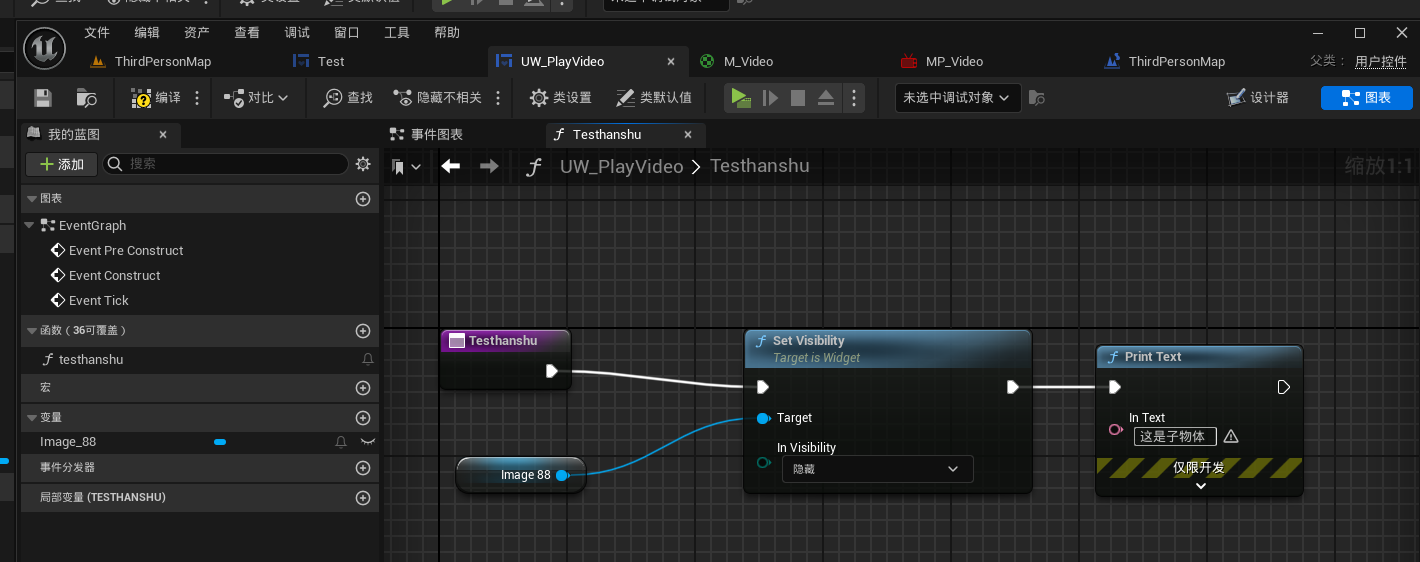 文件 编辑 资产 查看 调试 窗口 工具 帮助
ThirdPersonMap Test UW_PlayVideo M_Video MP_Video ThirdPersonMap 父类： 用户控件
编译 对比 查找 隐藏不相关 类设置 类默认值 未选中调试对象 设计器 图表
我的蓝图 事件图表 Testhanshu
添加 搜索 UW_PlayVideo Testhanshu 缩放1:1
图表
EventGraph
Event Pre Construct
Event Construct
Event Tick
函数（36可覆盖）
testhanshu
宏
变量
Image_88
事件分发器
局部变量 (TESTHANSHU)
Testhanshu
Image 88
Set Visibility
Target is Widget
Target
In Visibility
隐藏
Print Text
In Text
这是子物体
仅限开发